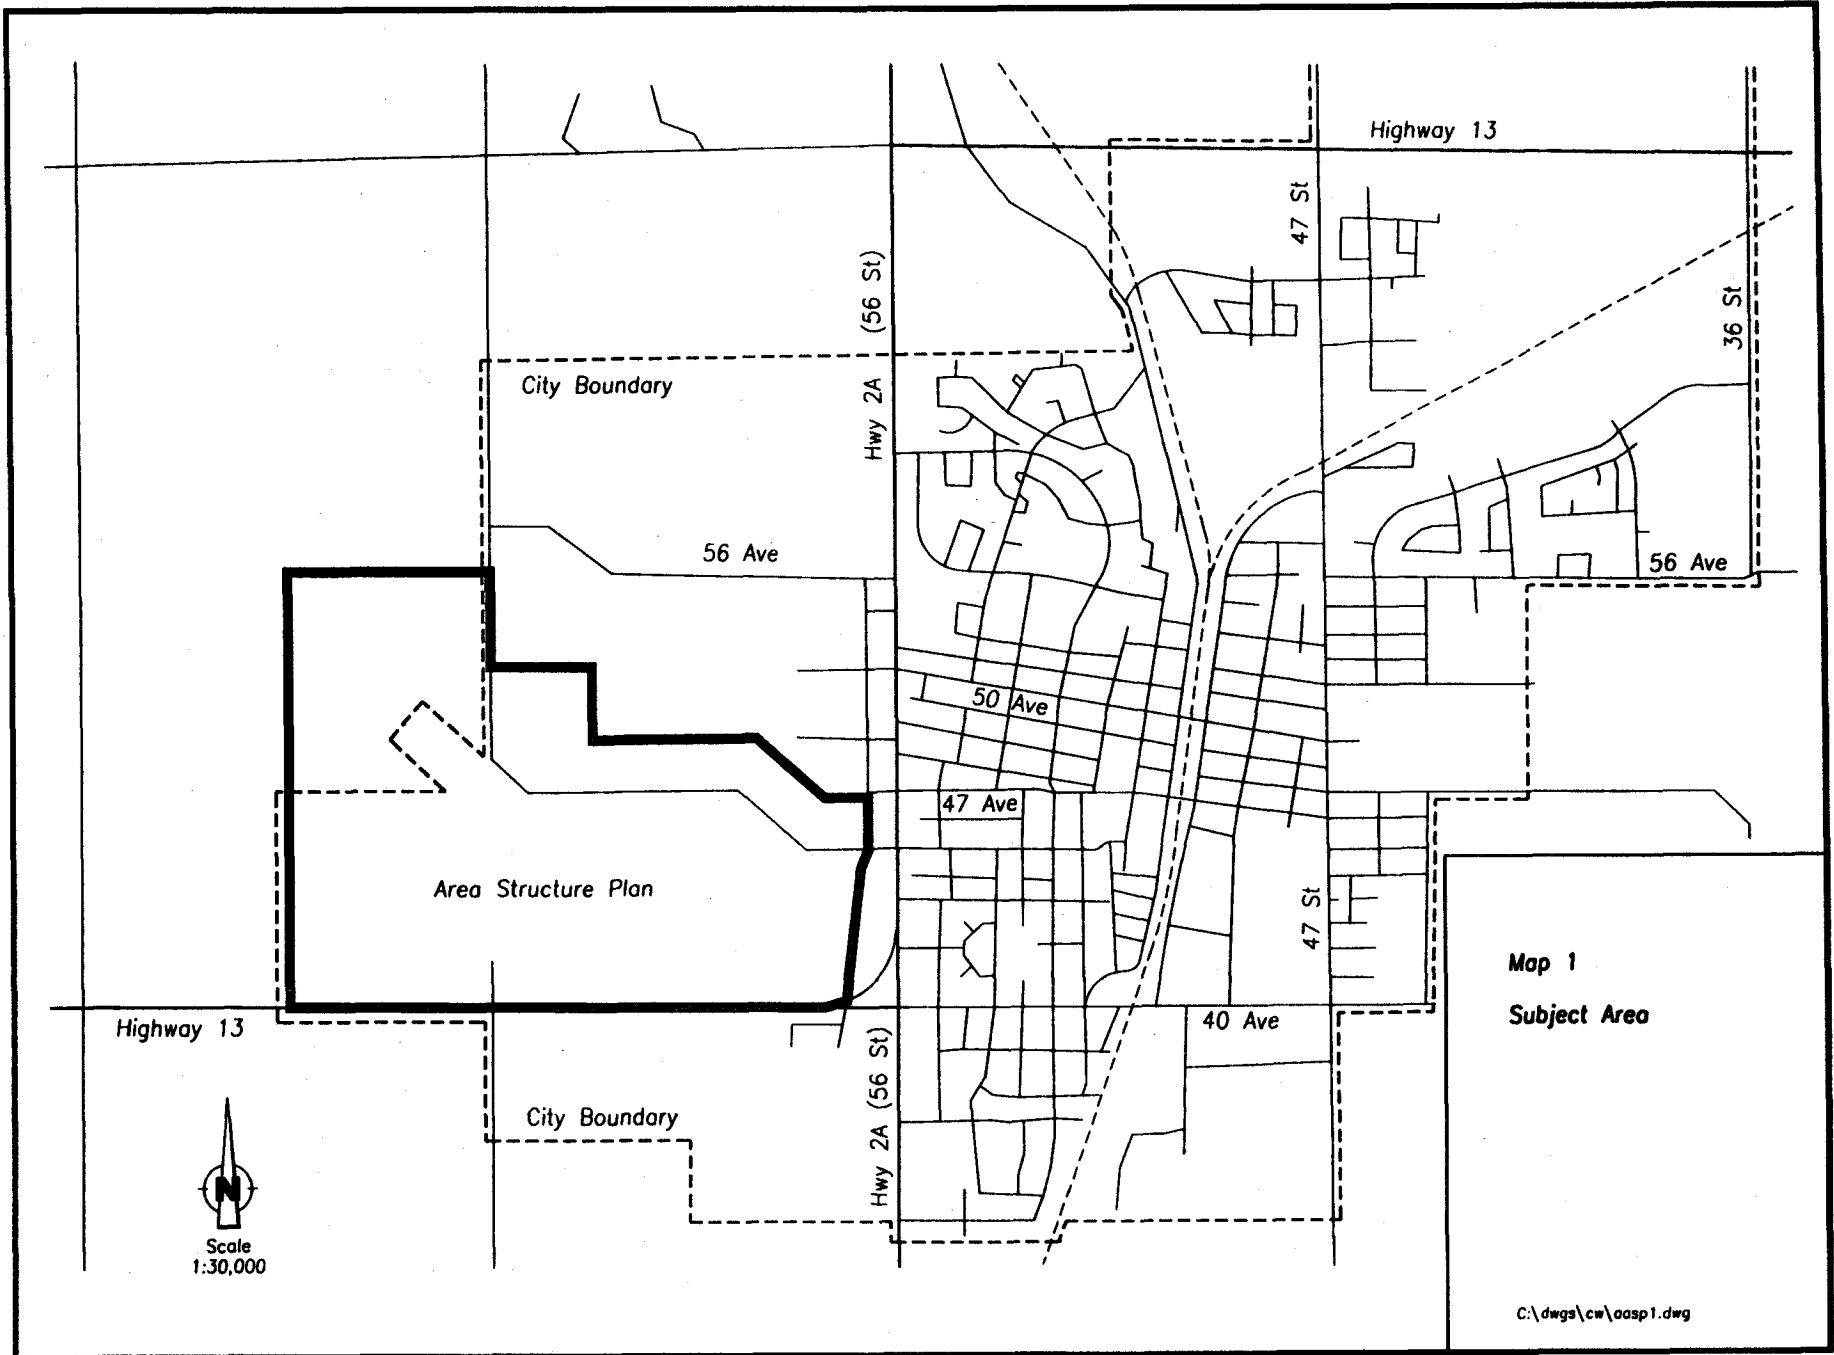 Highway 13
47 St
Hwy 2A (56 St)
36 St
City Boundary
56 Ave
56 Ave
50 Ave
47 Ave
Area Structure Plan
47 St
Highway 13
40 Ave
Hwy 2A (56 St)
City Boundary
N
Scale
1:30,000
Map 1
Subject Area
C:\dwgs\cw\aasp1.dwg